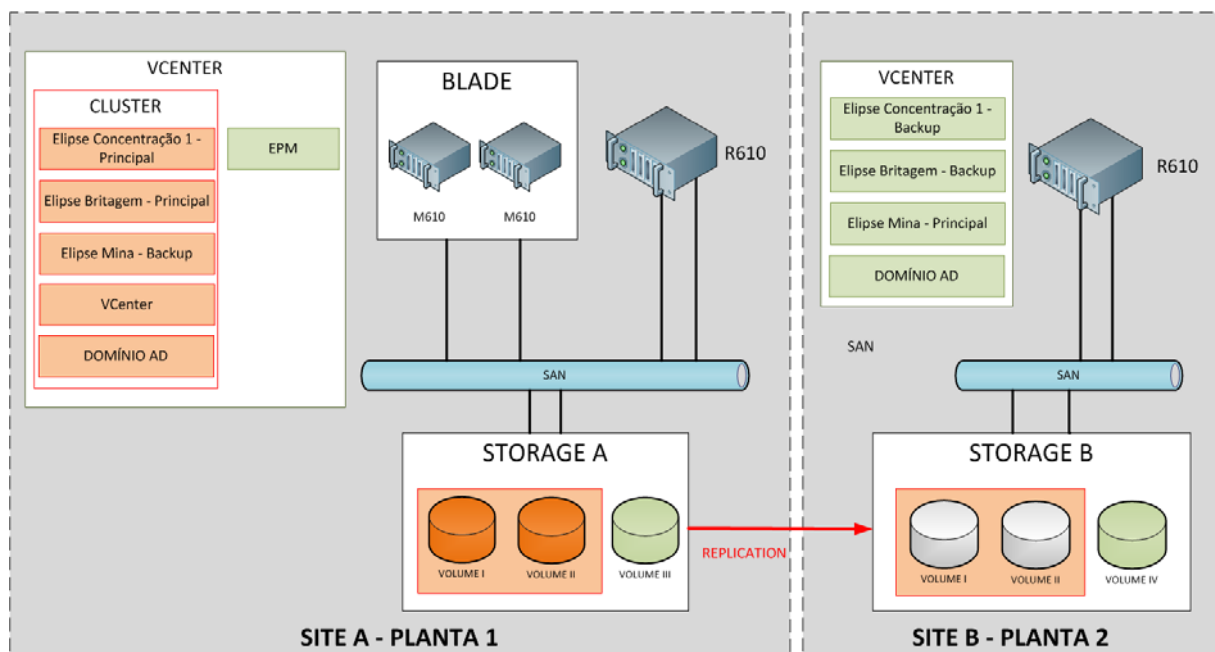 VCENTER
CLUSTER
Elipse Concentração 1 -
Principal
EPM
Elipse Britagem - Principal
Elipse Mina - Backup
VCenter
DOMÍNIO AD
BLADE
M610
M610
R610
SAN
STORAGE A
VOLUME I
VOLUME II
VOLUME III
REPLICATION
SITE A - PLANTA 1
VCENTER
Elipse Concentração 1 -
Backup
Elipse Britagem - Backup
Elipse Mina - Principal
DOMÍNIO AD
R610
SAN
SAN
STORAGE B
VOLUME I
VOLUME II
VOLUME IV
SITE B - PLANTA 2